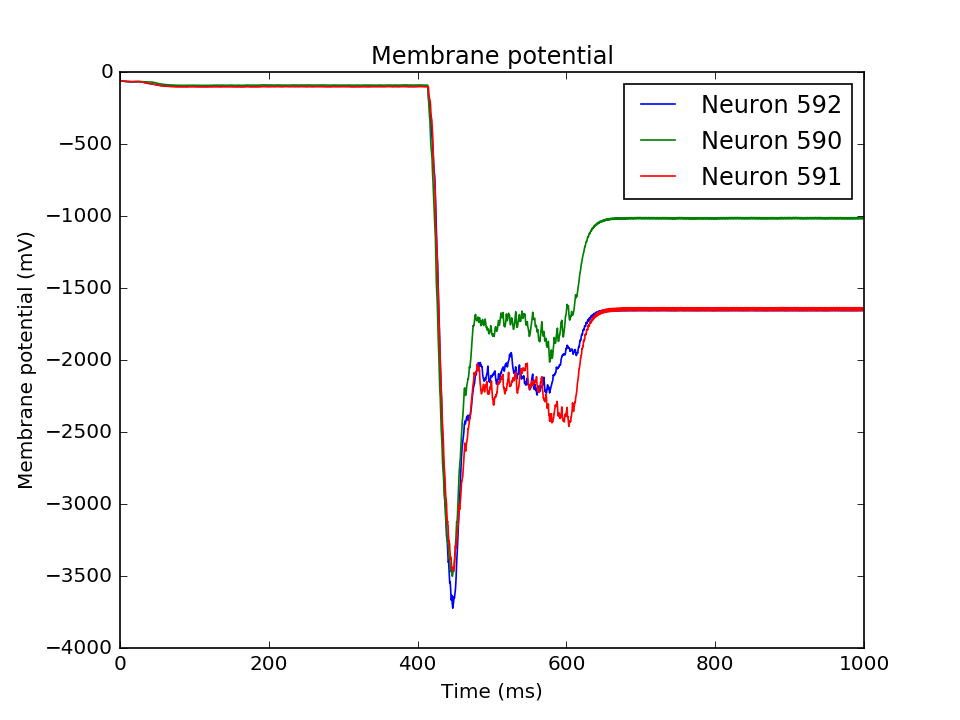 Membrane potential
Neuron 592
Neuron 590
Neuron 591
Membrane potential (mV)
0
−500
−1000
−1500
−2000
−2500
−3000
−3500
−4000
0 200 400 600 800 1000
Time (ms)